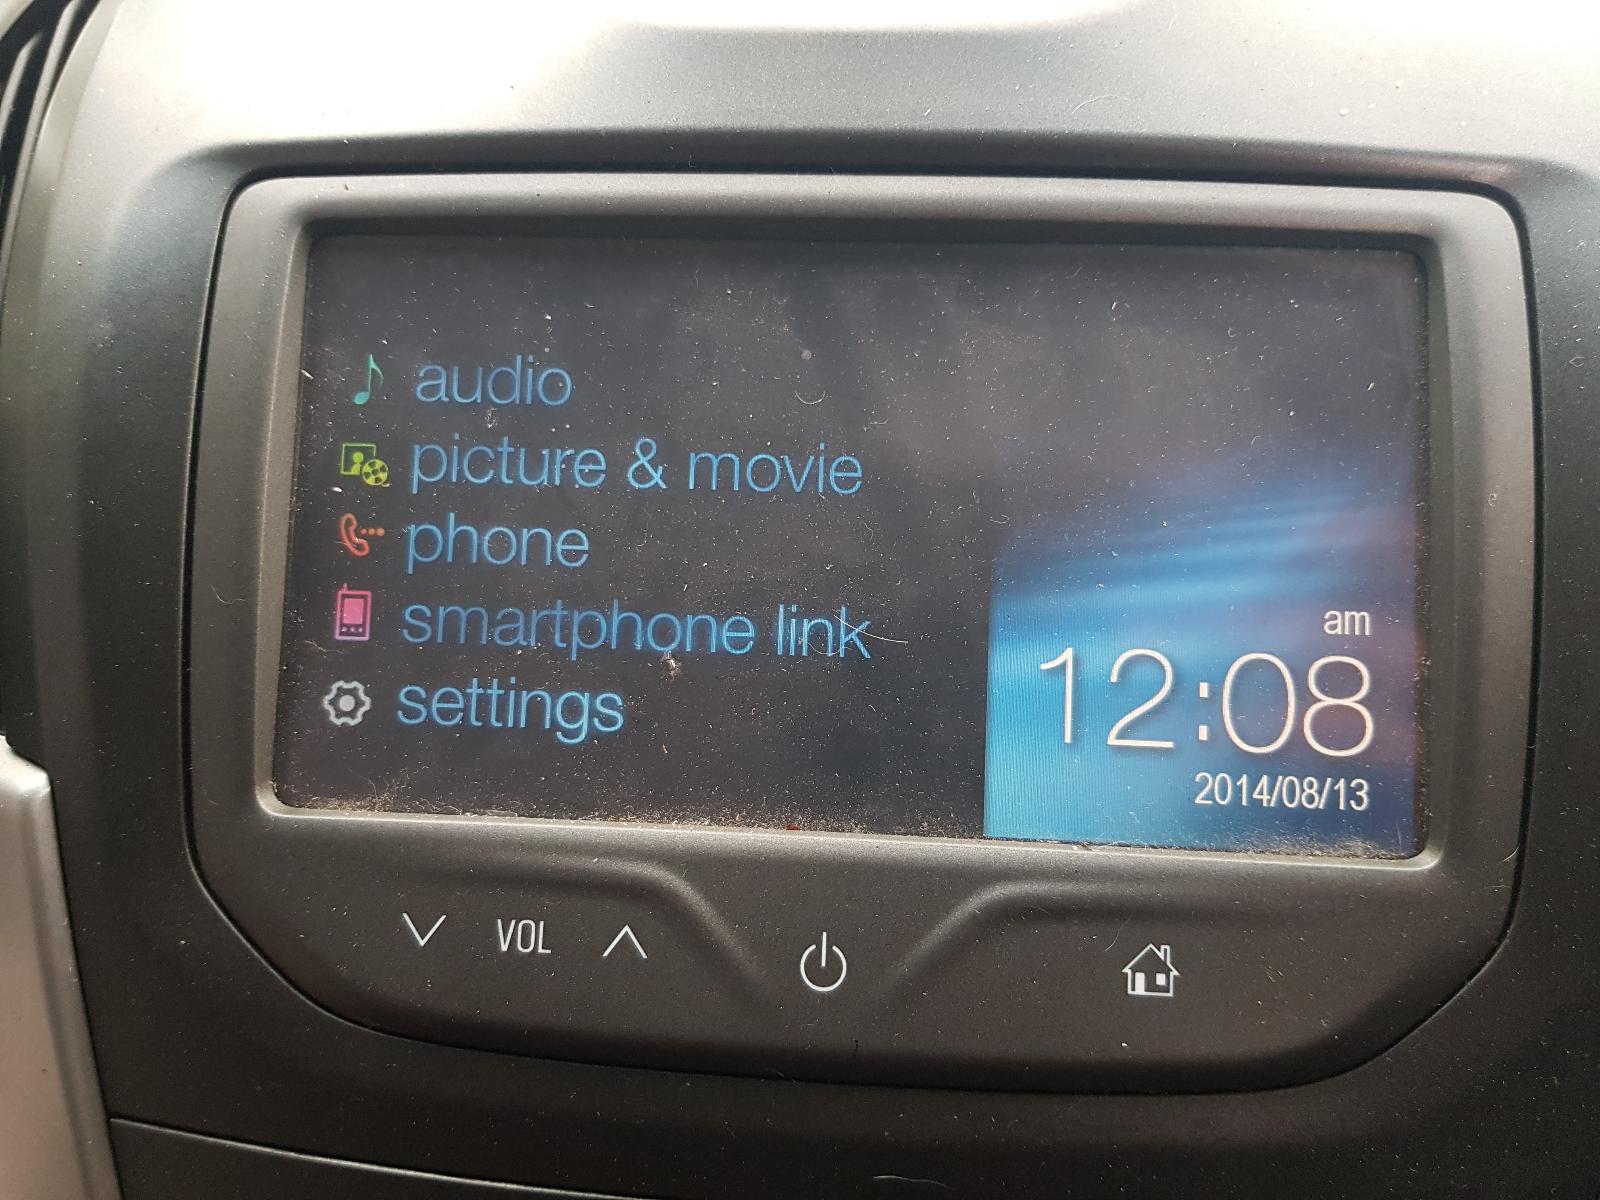 audio
picture & movie
phone
smartphone link
settings
am
12:08
2014/08/13
VOL